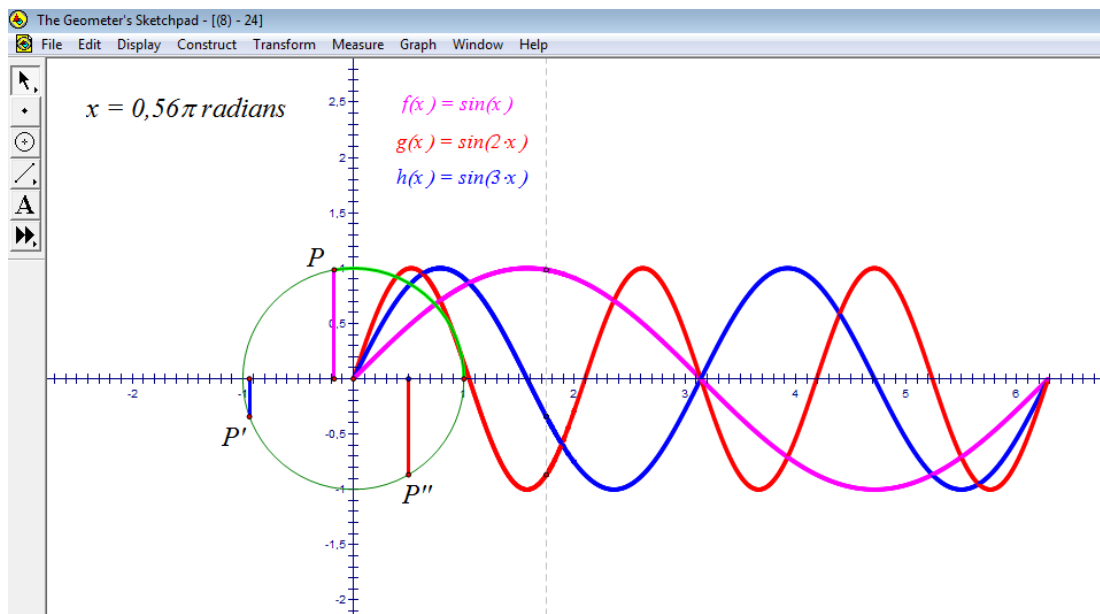 The Geometer's Sketchpad - [(8) - 24]
File Edit Display Construct Transform Measure Graph Window Help
A
x = 0,56π radians
f(x) = sin(x)
g(x) = sin(2·x)
h(x) = sin(3·x)
2,5
2
1,5
1
0,5
-0,5
-1
-1,5
-2
-2
-1
1
2
3
4
5
6
P
P'
P''